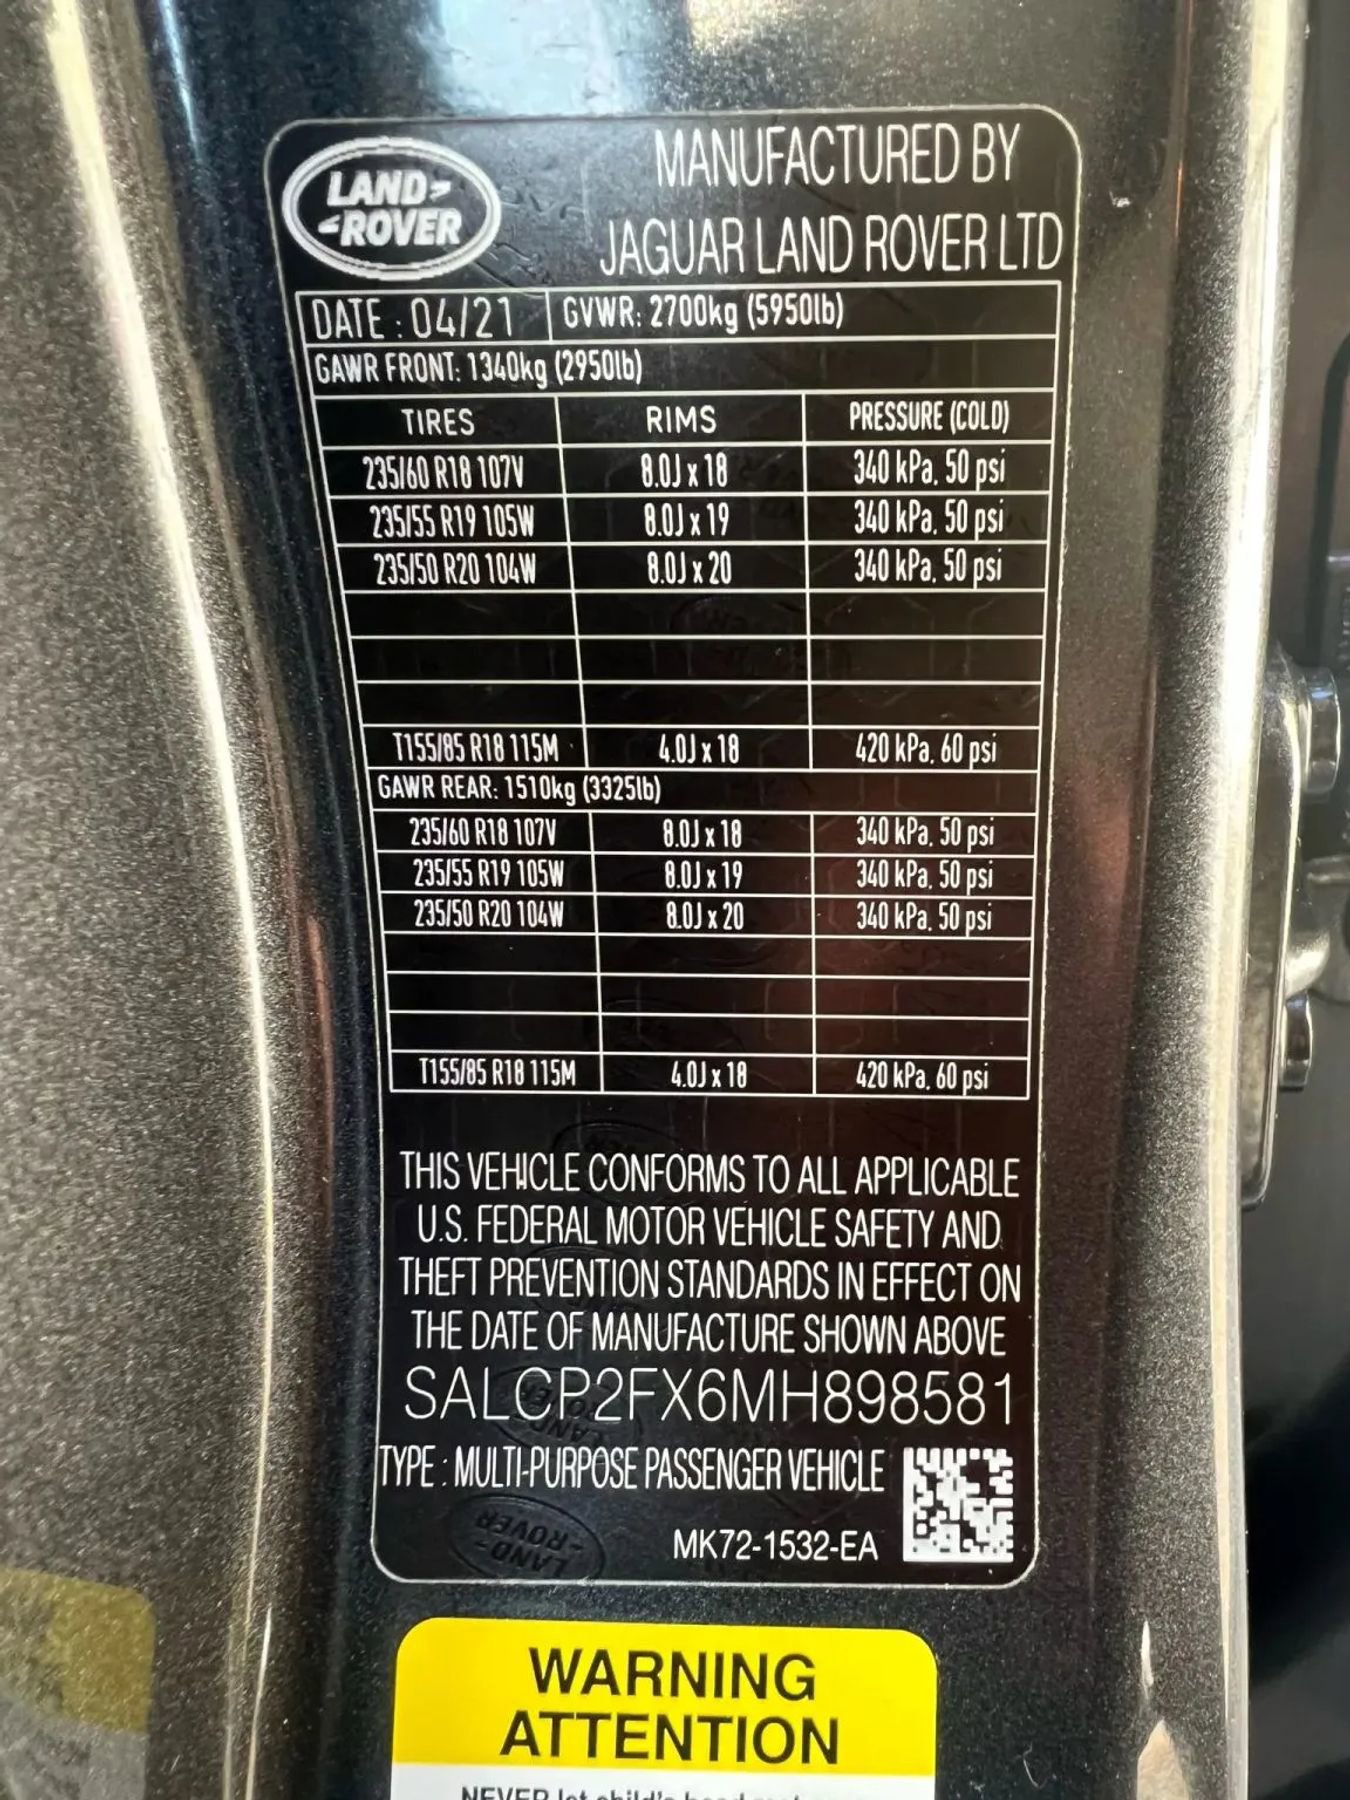 LAND-
-ROVER
MANUFACTURED BY
JAGUAR LAND ROVER LTD
DATE : 04/21 GVWR: 2700kg (5950lb)
GAWR FRONT: 1340kg (2950lb)
TIRES RIMS PRESSURE (COLD)
235/60 R18 107V 8.0J x 18 340 kPa, 50 psi
235/55 R19 105W 8.0J x 19 340 kPa, 50 psi
235/50 R20 104W 8.0J x 20 340 kPa, 50 psi
T155/85 R18 115M 4.0J x 18 420 kPa, 60 psi
GAWR REAR: 1510kg (3325lb)
235/60 R18 107V 8.0J x 18 340 kPa, 50 psi
235/55 R19 105W 8.0J x 19 340 kPa, 50 psi
235/50 R20 104W 8.0J x 20 340 kPa, 50 psi
T155/85 R18 115M 4.0J x 18 420 kPa, 60 psi
THIS VEHICLE CONFORMS TO ALL APPLICABLE
U.S. FEDERAL MOTOR VEHICLE SAFETY AND
THEFT PREVENTION STANDARDS IN EFFECT ON
THE DATE OF MANUFACTURE SHOWN ABOVE
SALCP2FX6MH898581
TYPE : MULTI-PURPOSE PASSENGER VEHICLE
MK72-1532-EA
LAND-
-ROVER
WARNING
ATTENTION
NEVER let child's head